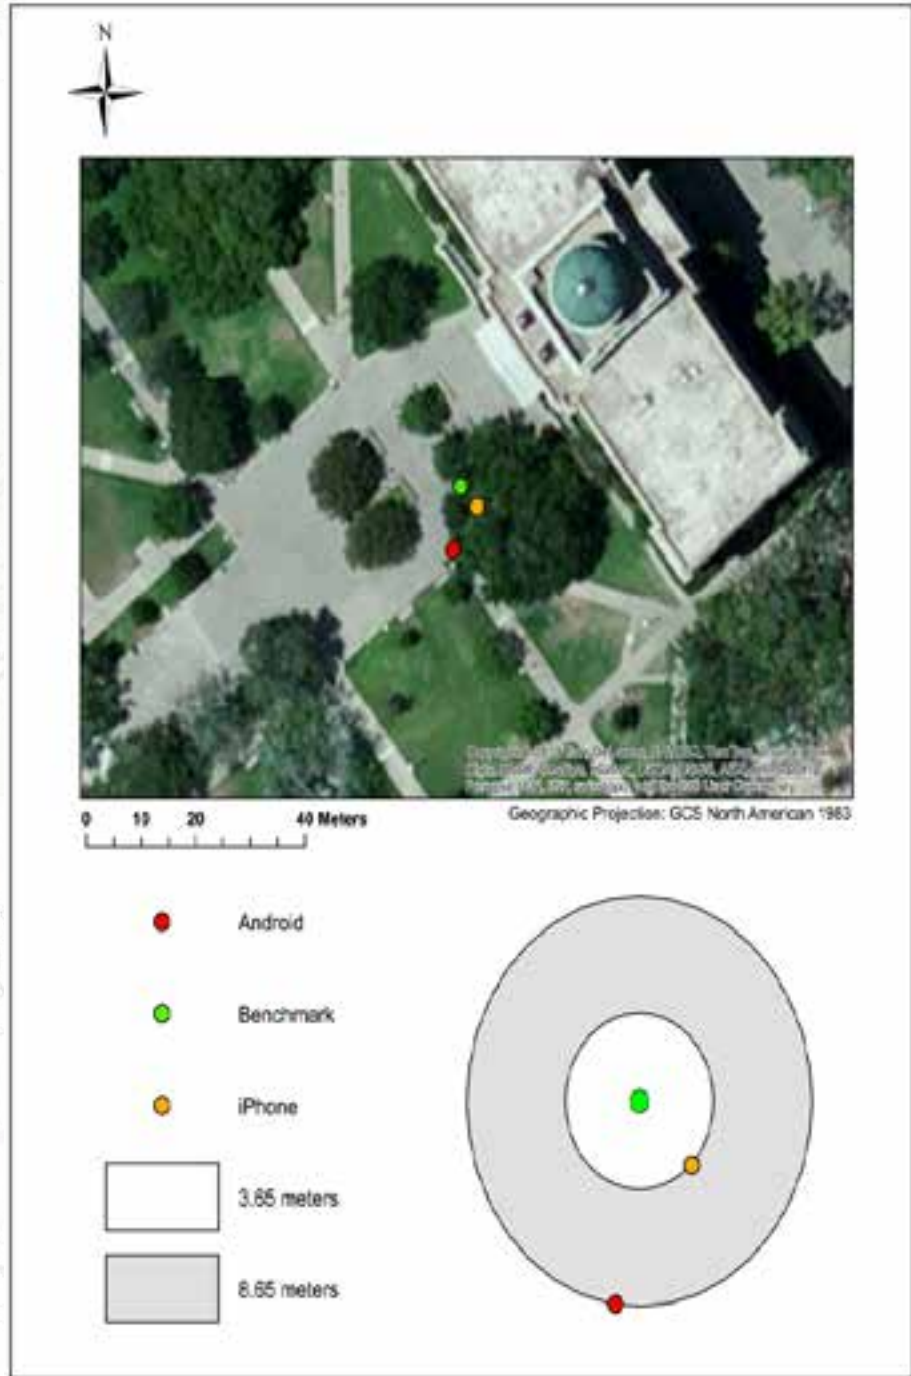 N
0 10 20 40 Meters
Geographic Projection: GCS North American 1983
Android
Benchmark
iPhone
3.65 meters
8.65 meters